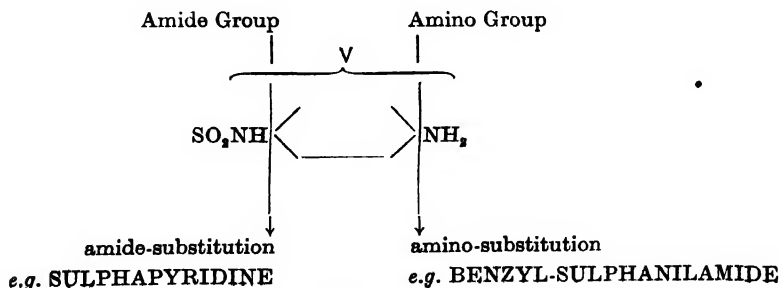 Amide Group Amino Group
V
SO₂NH NH₂
amide-substitution amino-substitution
e.g. SULPHAPYRIDINE e.g. BENZYL-SULPHANILAMIDE